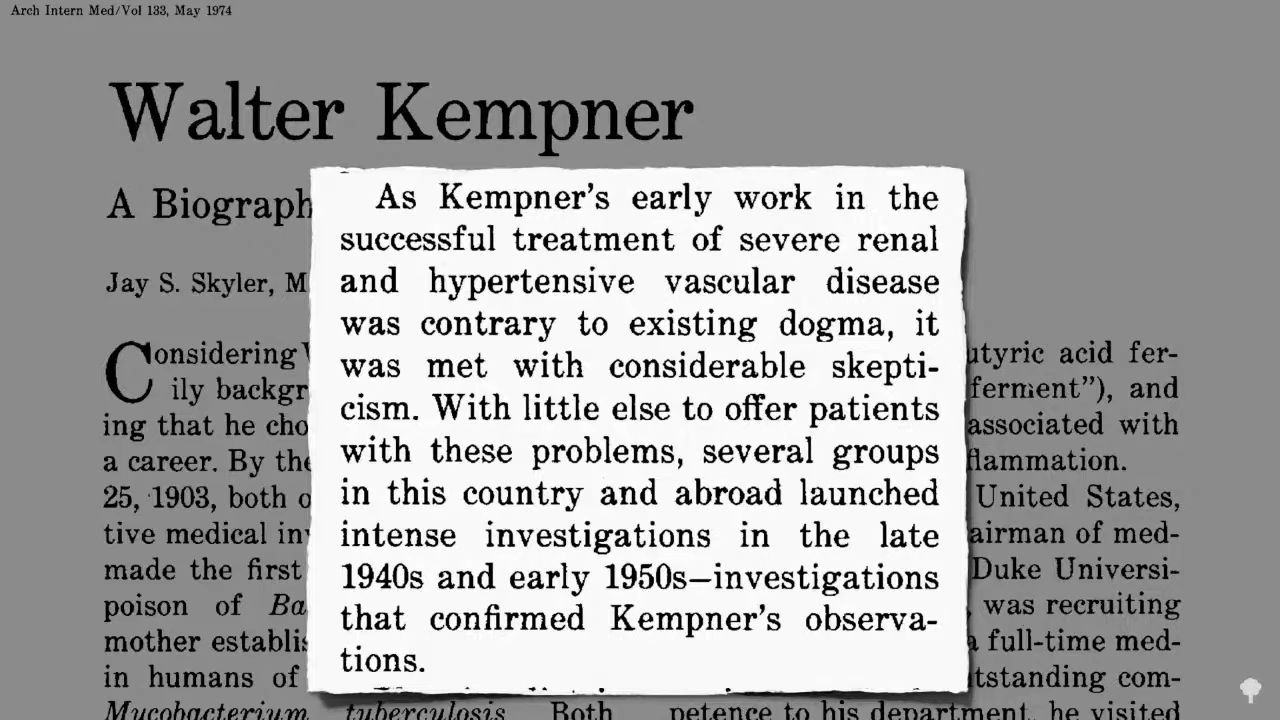 Arch Intern Med/Vol 133, May 1974
Walter Kempner
A Biograph
Jay S. Skyler, M
Considering
ily backgr
ing that he cho
a career. By the
25, 1903, both o
tive medical in
made the first
poison of Ba
mother establis
in humans of
Mycobacterium tuberculosis Both
As Kempner's early work in the
successful treatment of severe renal
and hypertensive vascular disease
was contrary to existing dogma, it
was met with considerable skepti-
cism. With little else to offer patients
with these problems, several groups
in this country and abroad launched
intense investigations in the late
1940s and early 1950s—investigations
that confirmed Kempner's observa-
tions.
utyric acid fer-
ferment"), and
associated with
flammation.
United States,
airman of med-
Duke Universi-
was recruiting
a full-time med-
tstanding com-
petence to his department, he visited